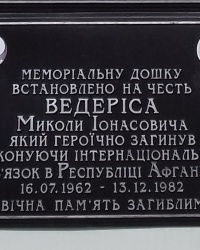 МЕМОРІАЛЬНУ ДОШКУ
ВСТАНОВЛЕНО НА ЧЕСТЬ
ВЕДЕРІСА
МИКОЛИ ІОНАСОВИЧА
ЯКИЙ ГЕРОЇЧНО ЗАГИНУВ
КОНУЮЧИ ІНТЕРНАЦІОНАЛЬ
В'ЯЗОК В РЕСПУБЛІЦІ АФГАН
16.07.1962 - 13.12.1982
ВІЧНА ПАМ'ЯТЬ ЗАГИБЛИМ